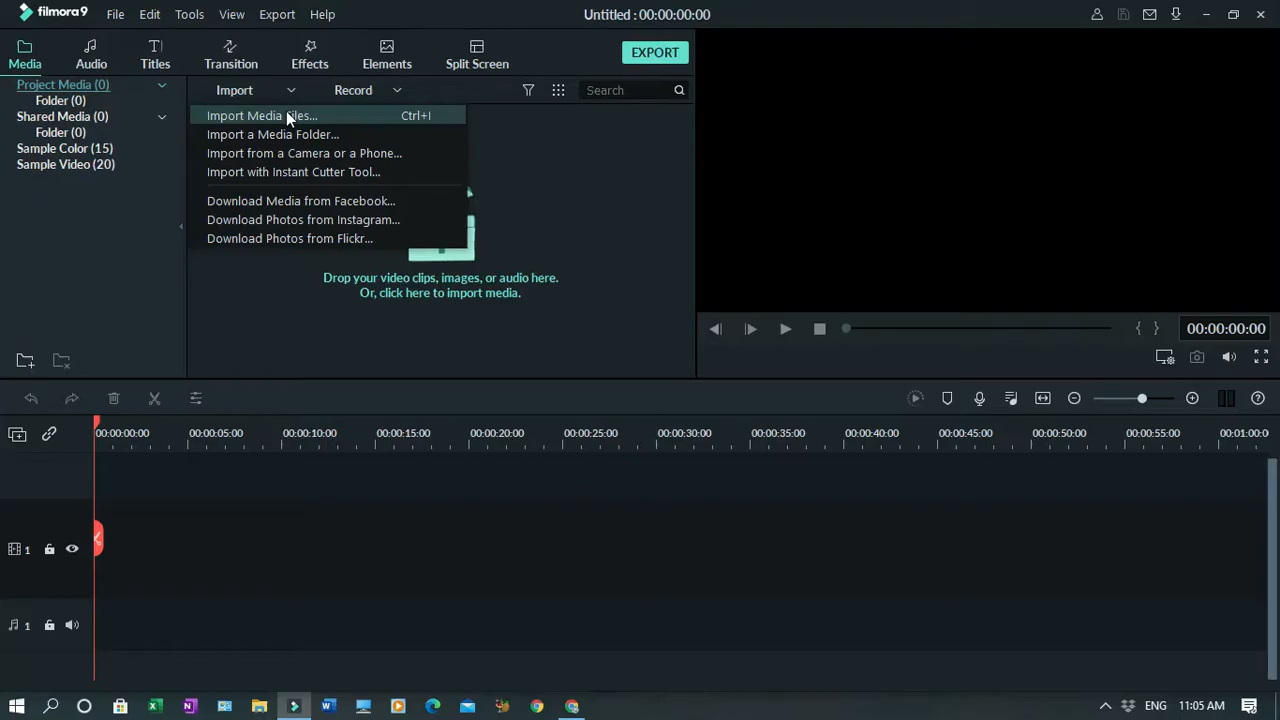 filmora9 File Edit Tools View Export Help Untitled : 00:00:00:00
Media Audio Titles Transition Effects Elements Split Screen EXPORT
Project Media (0)
Folder (0)
Shared Media (0)
Folder (0)
Sample Color (15)
Sample Video (20)
Import Record Search
Import Media Files... Ctrl+I
Import a Media Folder...
Import from a Camera or a Phone...
Import with Instant Cutter Tool...
Download Media from Facebook...
Download Photos from Instagram...
Download Photos from Flickr...
Drop your video clips, images, or audio here.
Or, click here to import media.
{ } 00:00:00:00
00:00:00:00 00:00:05:00 00:00:10:00 00:00:15:00 00:00:20:00 00:00:25:00 00:00:30:00 00:00:35:00 00:00:40:00 00:00:45:00 00:00:50:00 00:00:55:00 00:01:00:0
1
1
ENG 11:05 AM